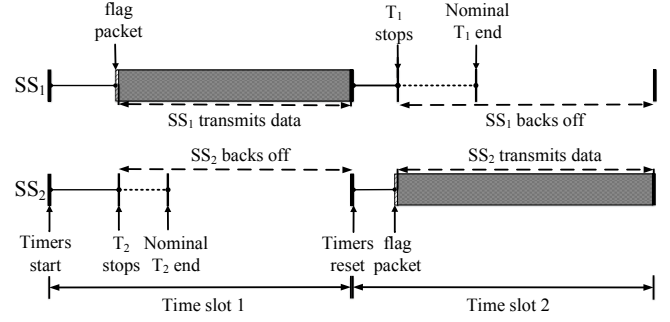 flag
packet
T1
stops
Nominal
T1 end
SS1
SS1 transmits data
SS1 backs off
SS2 backs off
SS2 transmits data
SS2
Timers
start
T2
stops
Nominal
T2 end
Timers
reset
flag
packet
Time slot 1
Time slot 2